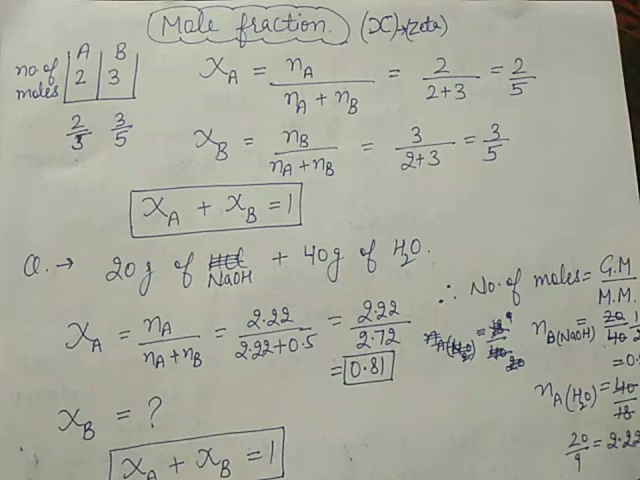 Mole fraction. (x)→(Zeta)
A B
no. of moles 2 3
2/3 3/5
x_A = n_A/(n_A + n_B) = 2/(2+3) = 2/5
x_B = n_B/(n_A + n_B) = 3/(2+3) = 3/5
x_A + x_B = 1
Q. → 20g of NaOH + 40g of H₂O.
∴ No. of moles = G.M/M.M.
x_A = n_A/(n_A + n_B) = 2.22/(2.22+0.5) = 2.22/2.72
= 0.81
n_B(NaOH) = 20/40 1/2
= 0.
n_A(H₂O) = 40/18
20/9 = 2.22
x_B = ?
x_A + x_B = 1